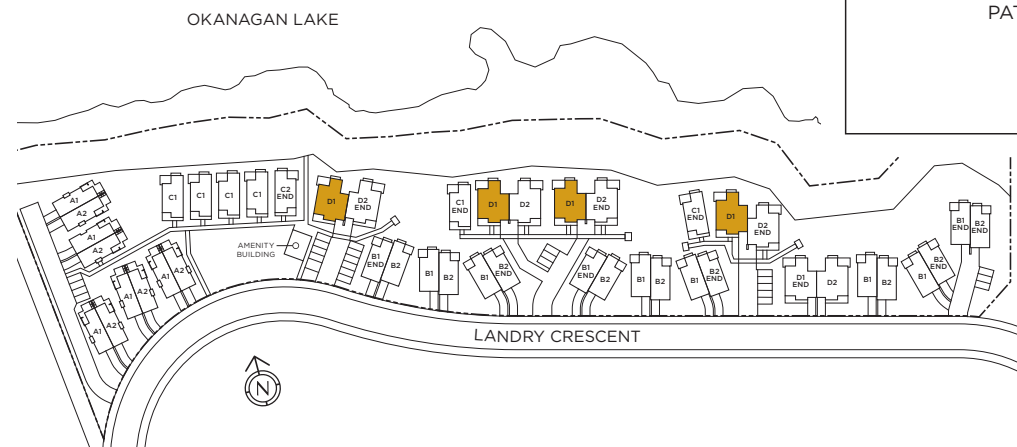 OKANAGAN LAKE
PAT
A1
A2
A1
A2
A1
A2
A1
A2
A1
A2
C1
C1
C1
C1
C2
END
D1
D2
END
AMENITY
BUILDING
B1
END
B2
B1
B2
C1
END
D1
D2
D1
D2
END
B1
B2
END
B1
END
B2
B1
B2
C1
END
D1
D2
END
B1
B2
END
D1
END
D2
B1
B2
B1
B2
END
B1
END
B2
LANDRY CRESCENT
N